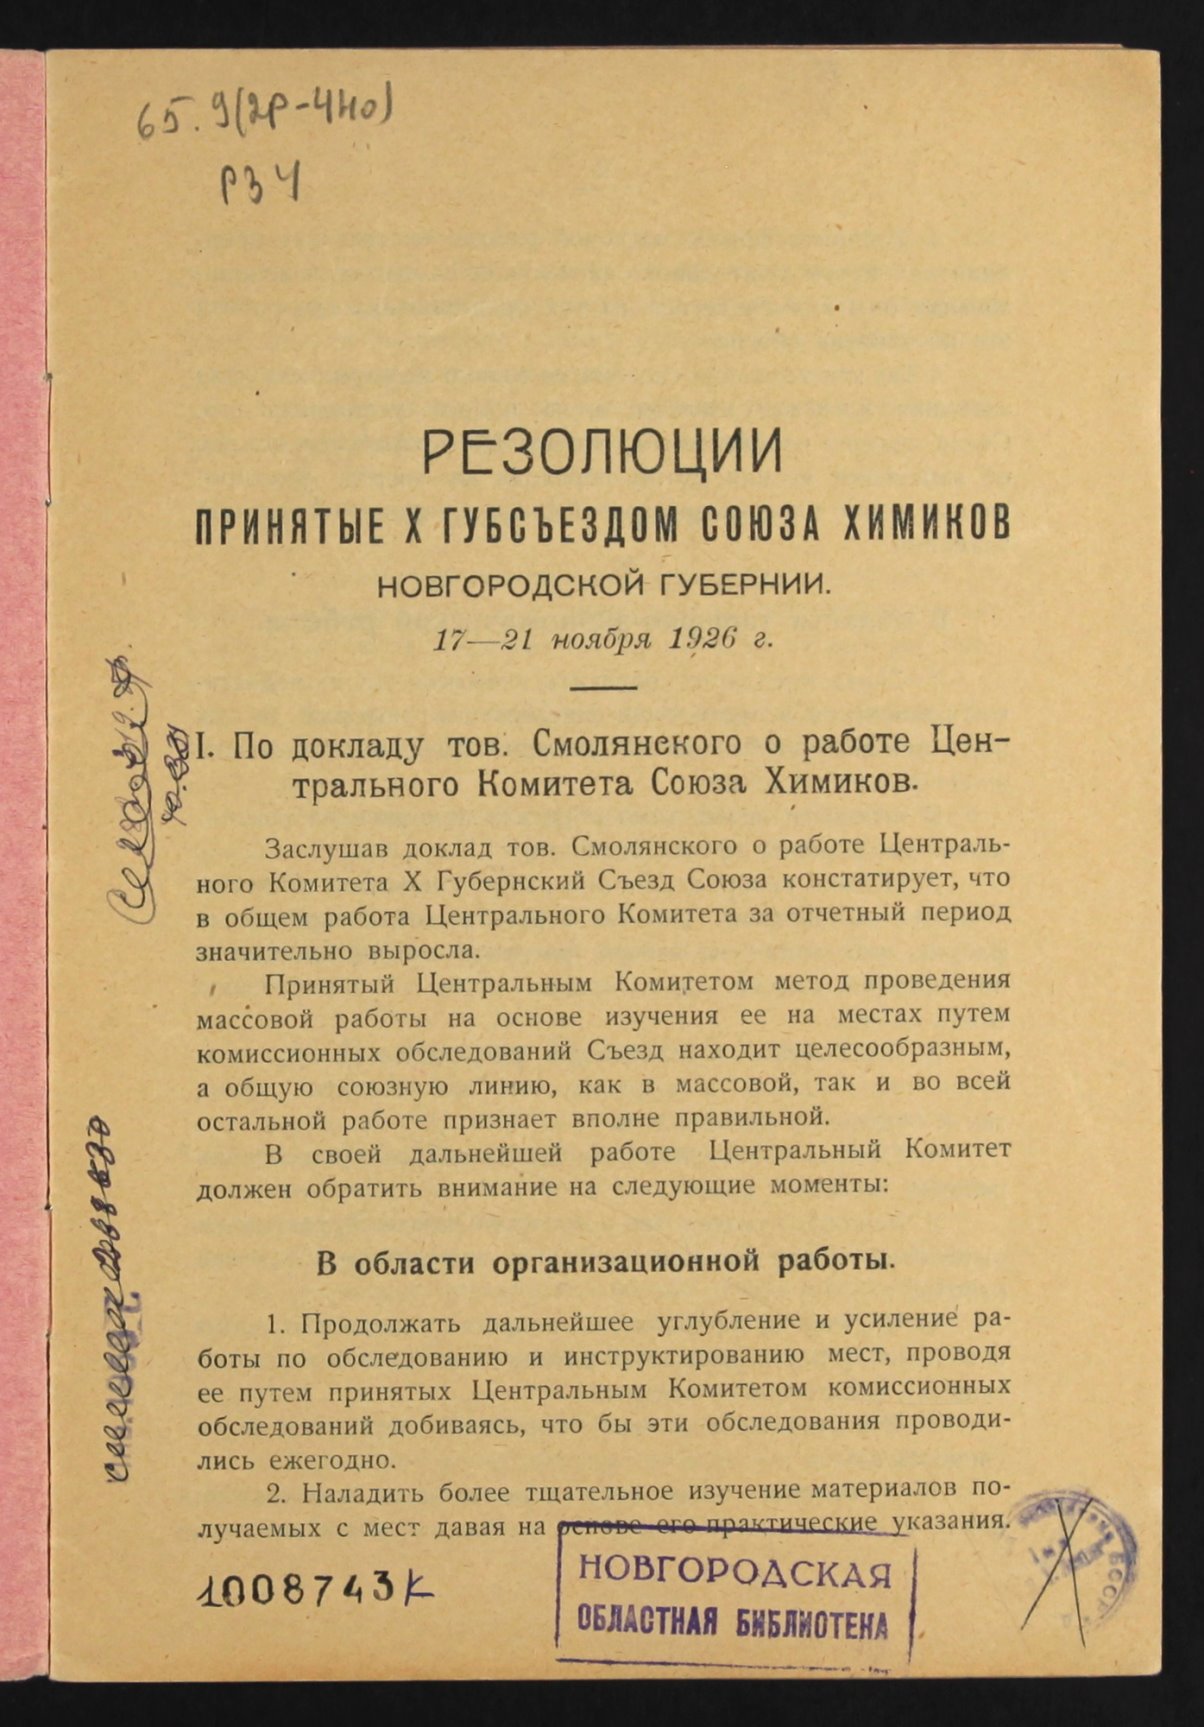 65.9(2Р-4Но)
Р34
РЕЗОЛЮЦИИ
ПРИНЯТЫЕ X ГУБСЪЕЗДОМ СОЮЗА ХИМИКОВ
НОВГОРОДСКОЙ ГУБЕРНИИ.
17—21 ноября 1926 г.
I. По докладу тов. Смолянского о работе Цен-
трального Комитета Союза Химиков.
Заслушав доклад тов. Смолянского о работе Централь-
ного Комитета X Губернский Съезд Союза констатирует, что
в общем работа Центрального Комитета за отчетный период
значительно выросла.
Принятый Центральным Комитетом метод проведения
массовой работы на основе изучения ее на местах путем
комиссионных обследований Съезд находит целесообразным,
а общую союзную линию, как в массовой, так и во всей
остальной работе признает вполне правильной.
В своей дальнейшей работе Центральный Комитет
должен обратить внимание на следующие моменты:
В области организационной работы.
1. Продолжать дальнейшее углубление и усиление ра-
боты по обследованию и инструктированию мест, проводя
ее путем принятых Центральным Комитетом комиссионных
обследований добиваясь, что бы эти обследования проводи-
лись ежегодно.
2. Наладить более тщательное изучение материалов по-
лучаемых с мест давая на основе его практические указания.
1008743К
НОВГОРОДСКАЯ
ОБЛАСТНАЯ БИБЛИОТЕКА